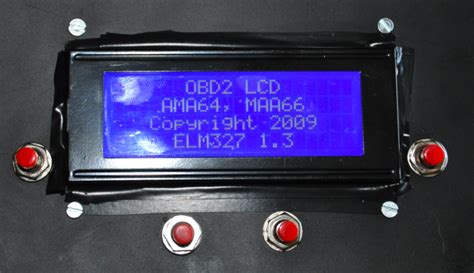 OBD2 LCD
AMA64, MAA66
Copyright 2009
ELM327 1.3